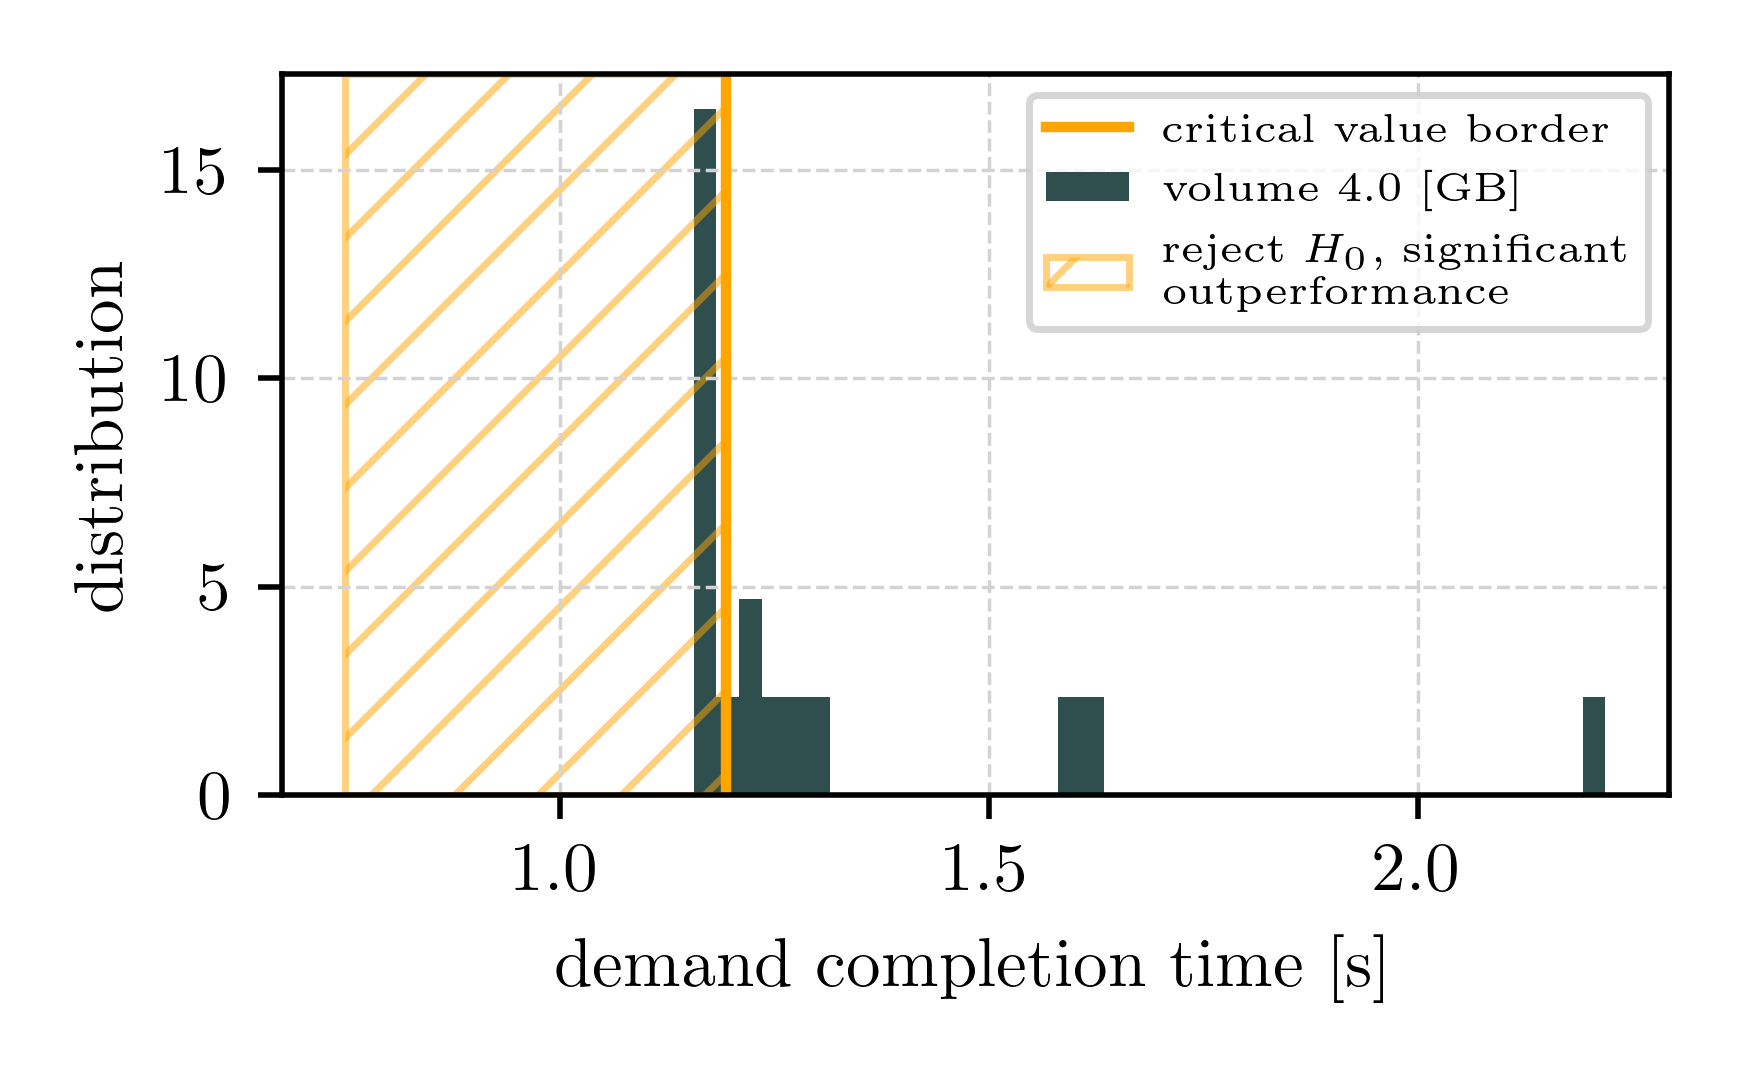 15
10
5
0
distribution
critical value border
volume 4.0 [GB]
reject H₀, significant
outperformance
1.0 1.5 2.0
demand completion time [s]